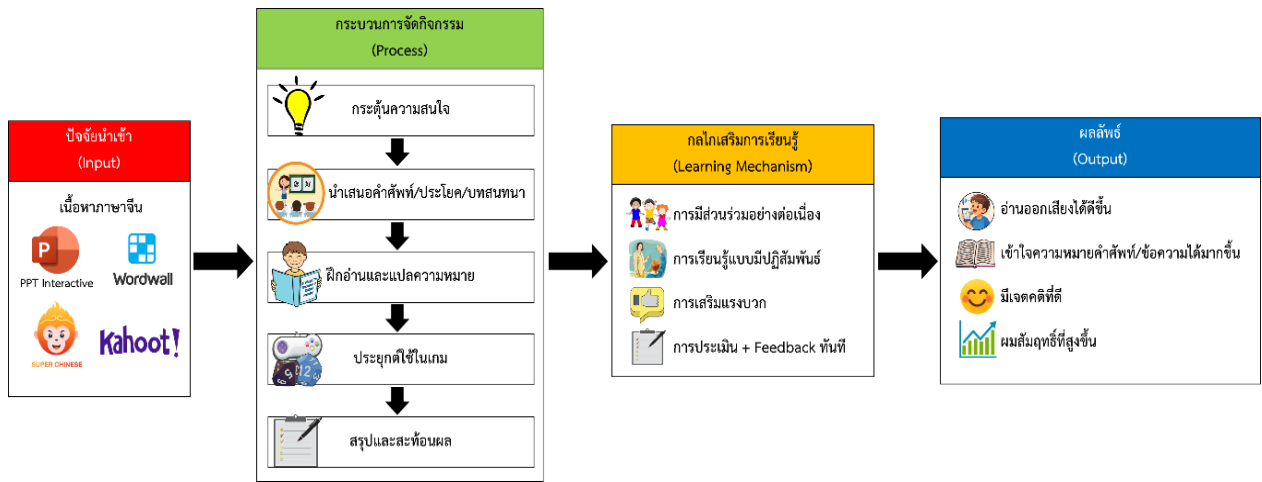 ปัจจัยนำเข้า
(Input)
เนื้อหาภาษาจีน
P
PPT Interactive
Wordwall
SUPER CHINESE
Kahoot!
กระบวนการจัดกิจกรรม
(Process)
กระตุ้นความสนใจ
นำเสนอคำศัพท์/ประโยค/บทสนทนา
ฝึกอ่านและแปลความหมาย
ประยุกต์ใช้ในเกม
สรุปและสะท้อนผล
กลไกเสริมการเรียนรู้
(Learning Mechanism)
การมีส่วนร่วมอย่างต่อเนื่อง
การเรียนรู้แบบมีปฏิสัมพันธ์
การเสริมแรงบวก
การประเมิน + Feedback ทันที
ผลลัพธ์
(Output)
อ่านออกเสียงได้ดีขึ้น
เข้าใจความหมายคำศัพท์/ข้อความได้มากขึ้น
มีเจตคติที่ดี
ผมสัมฤทธิ์ที่สูงขึ้น